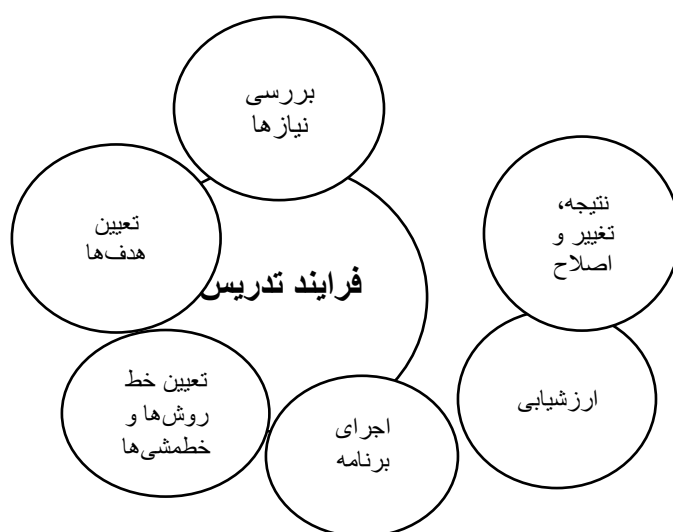 بررسی
نیازها
تعیین
هدف‌ها
فرایند تدریس
نتیجه،
تغییر و
اصلاح
تعیین خط
روش‌ها و
خطمشی‌ها
اجرای
برنامه
ارزشیابی